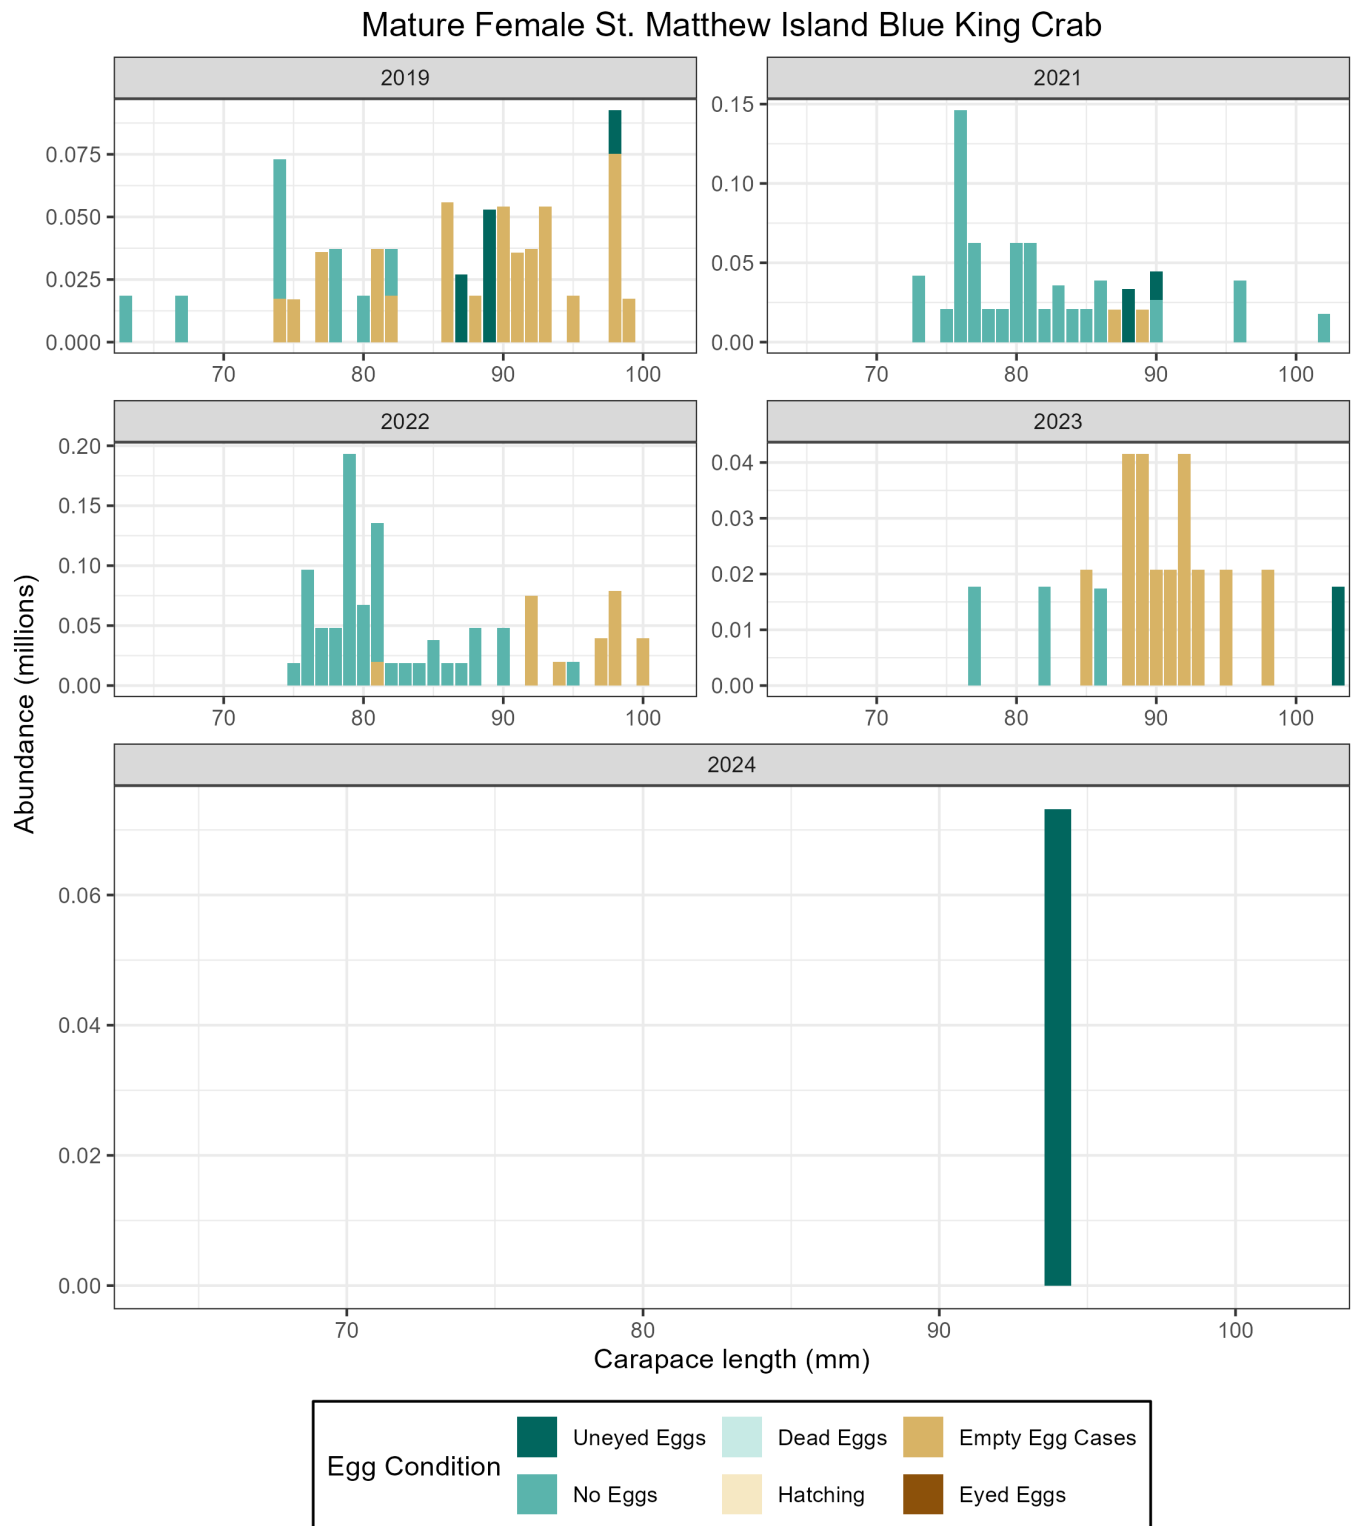 Mature Female St. Matthew Island Blue King Crab
2019
2021
0.075
0.050
0.025
0.000
70 80 90 100
0.15
0.10
0.05
0.00
70 80 90 100
2022
2023
0.20
0.15
0.10
0.05
0.00
70 80 90 100
0.04
0.03
0.02
0.01
0.00
70 80 90 100
Abundance (millions)
2024
0.06
0.04
0.02
0.00
70 80 90 100
Carapace length (mm)
Egg Condition
Uneyed Eggs Dead Eggs Empty Egg Cases
No Eggs Hatching Eyed Eggs